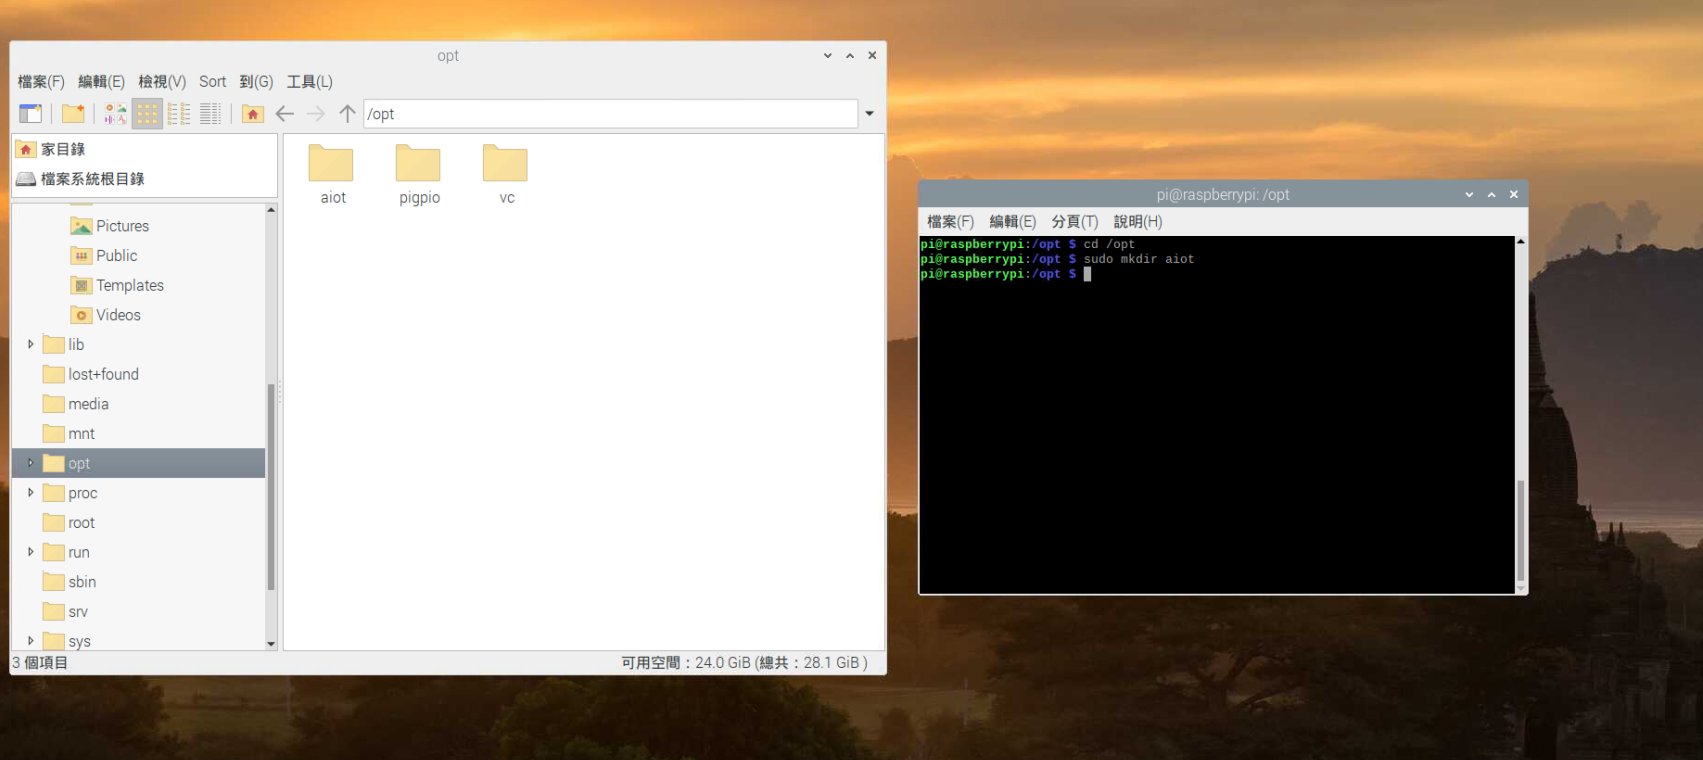 opt
檔案(F) 編輯(E) 檢視(V) Sort 到(G) 工具(L)
/opt
家目錄
檔案系統根目錄
Pictures
Public
Templates
Videos
lib
lost+found
media
mnt
opt
proc
root
run
sbin
srv
sys
aiot pigpio vc
3 個項目
可用空間：24.0 GiB (總共：28.1 GiB )
pi@raspberrypi: /opt
檔案(F) 編輯(E) 分頁(T) 說明(H)
pi@raspberrypi:/opt $ cd /opt
pi@raspberrypi:/opt $ sudo mkdir aiot
pi@raspberrypi:/opt $